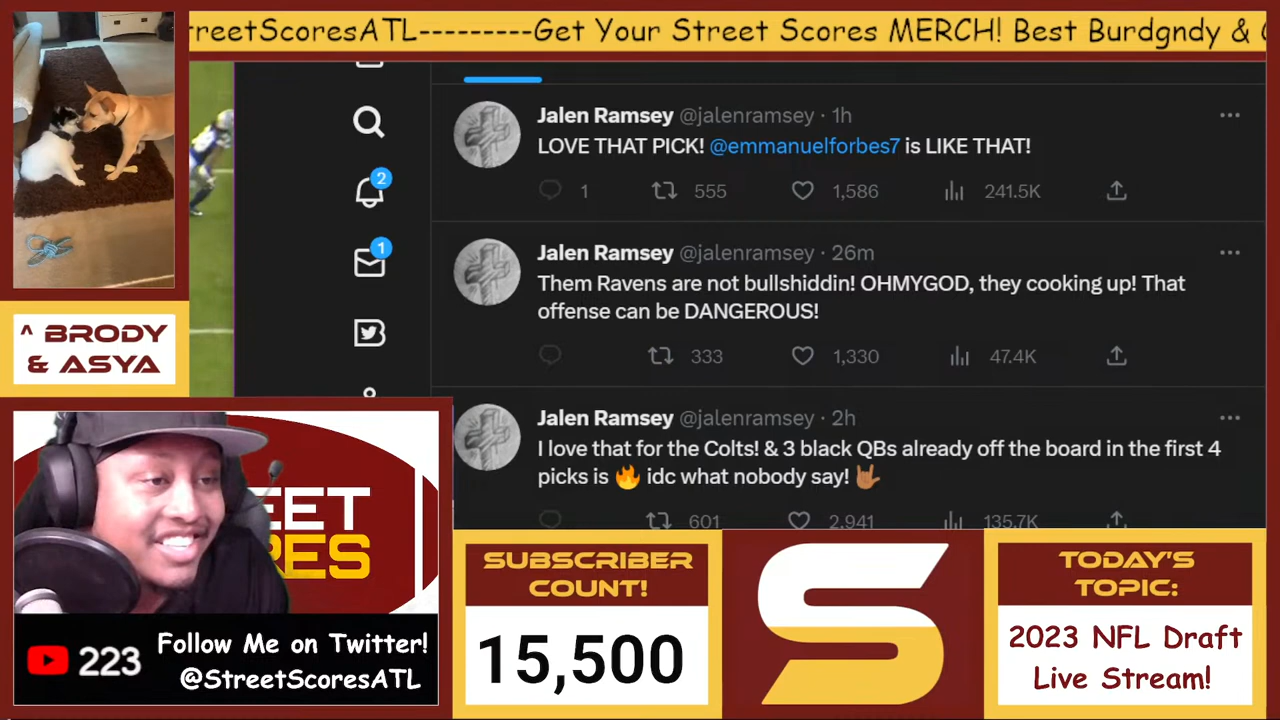 treetScoresATL---------Get Your Street Scores MERCH! Best Burdgndy &
^ BRODY
& ASYA
2
1
Jalen Ramsey @jalenramsey · 1h
LOVE THAT PICK! @emmanuelforbes7 is LIKE THAT!
1 555 1,586 241.5K
Jalen Ramsey @jalenramsey · 26m
Them Ravens are not bullshiddin! OHMYGOD, they cooking up! That
offense can be DANGEROUS!
333 1,330 47.4K
Jalen Ramsey @jalenramsey · 2h
I love that for the Colts! & 3 black QBs already off the board in the first 4
picks is 🔥 idc what nobody say! 🤘🏾
601 2,941 135.7K
EET
RES
223
Follow Me on Twitter!
@StreetScoresATL
SUBSCRIBER
COUNT!
15,500
S
TODAY'S
TOPIC:
2023 NFL Draft
Live Stream!